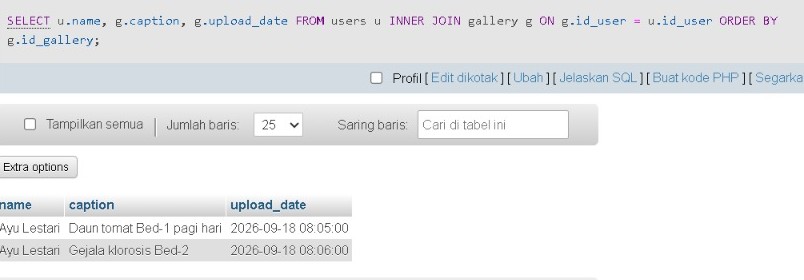 SELECT u.name, g.caption, g.upload_date FROM users u INNER JOIN gallery g ON g.id_user = u.id_user ORDER BY
g.id_gallery;
Profil [ Edit dikotak ] [ Ubah ] [ Jelaskan SQL ] [ Buat kode PHP ] [ Segarka
Tampilkan semua | Jumlah baris: 25 Saring baris: Cari di tabel ini
Extra options
name caption upload_date
Ayu Lestari Daun tomat Bed-1 pagi hari 2026-09-18 08:05:00
Ayu Lestari Gejala klorosis Bed-2 2026-09-18 08:06:00